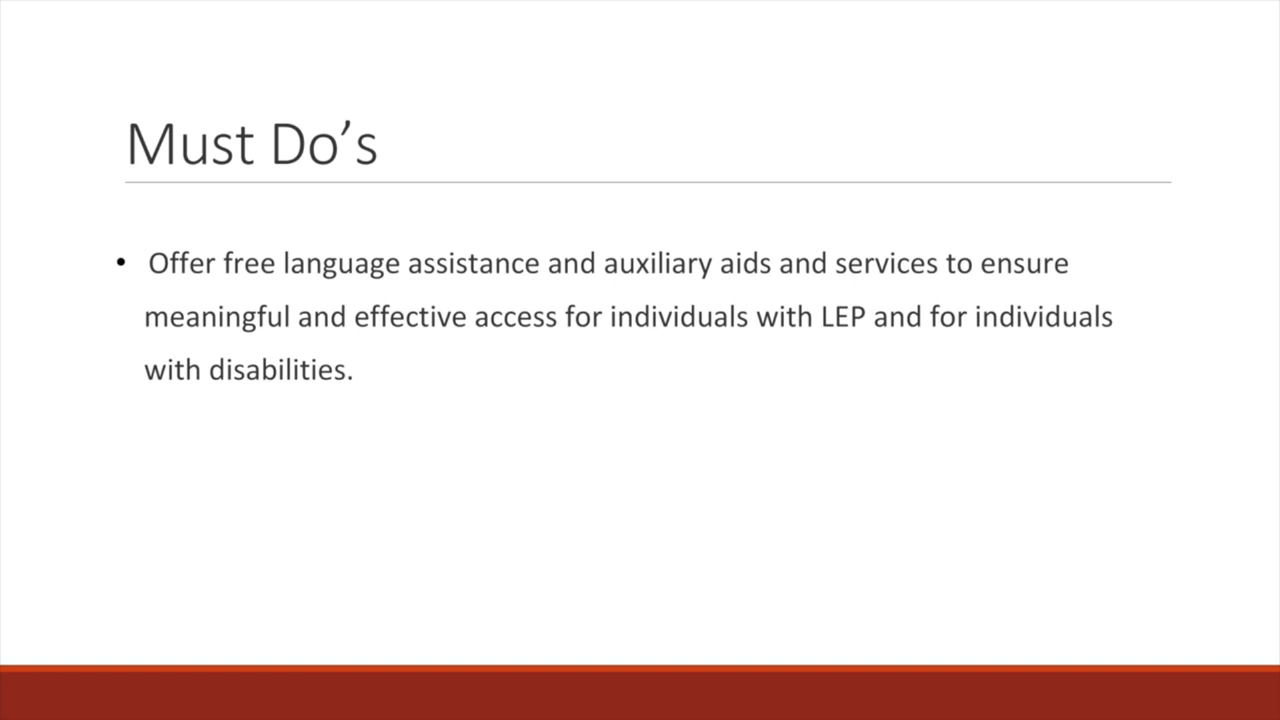 Must Do’s
• Offer free language assistance and auxiliary aids and services to ensure
meaningful and effective access for individuals with LEP and for individuals
with disabilities.